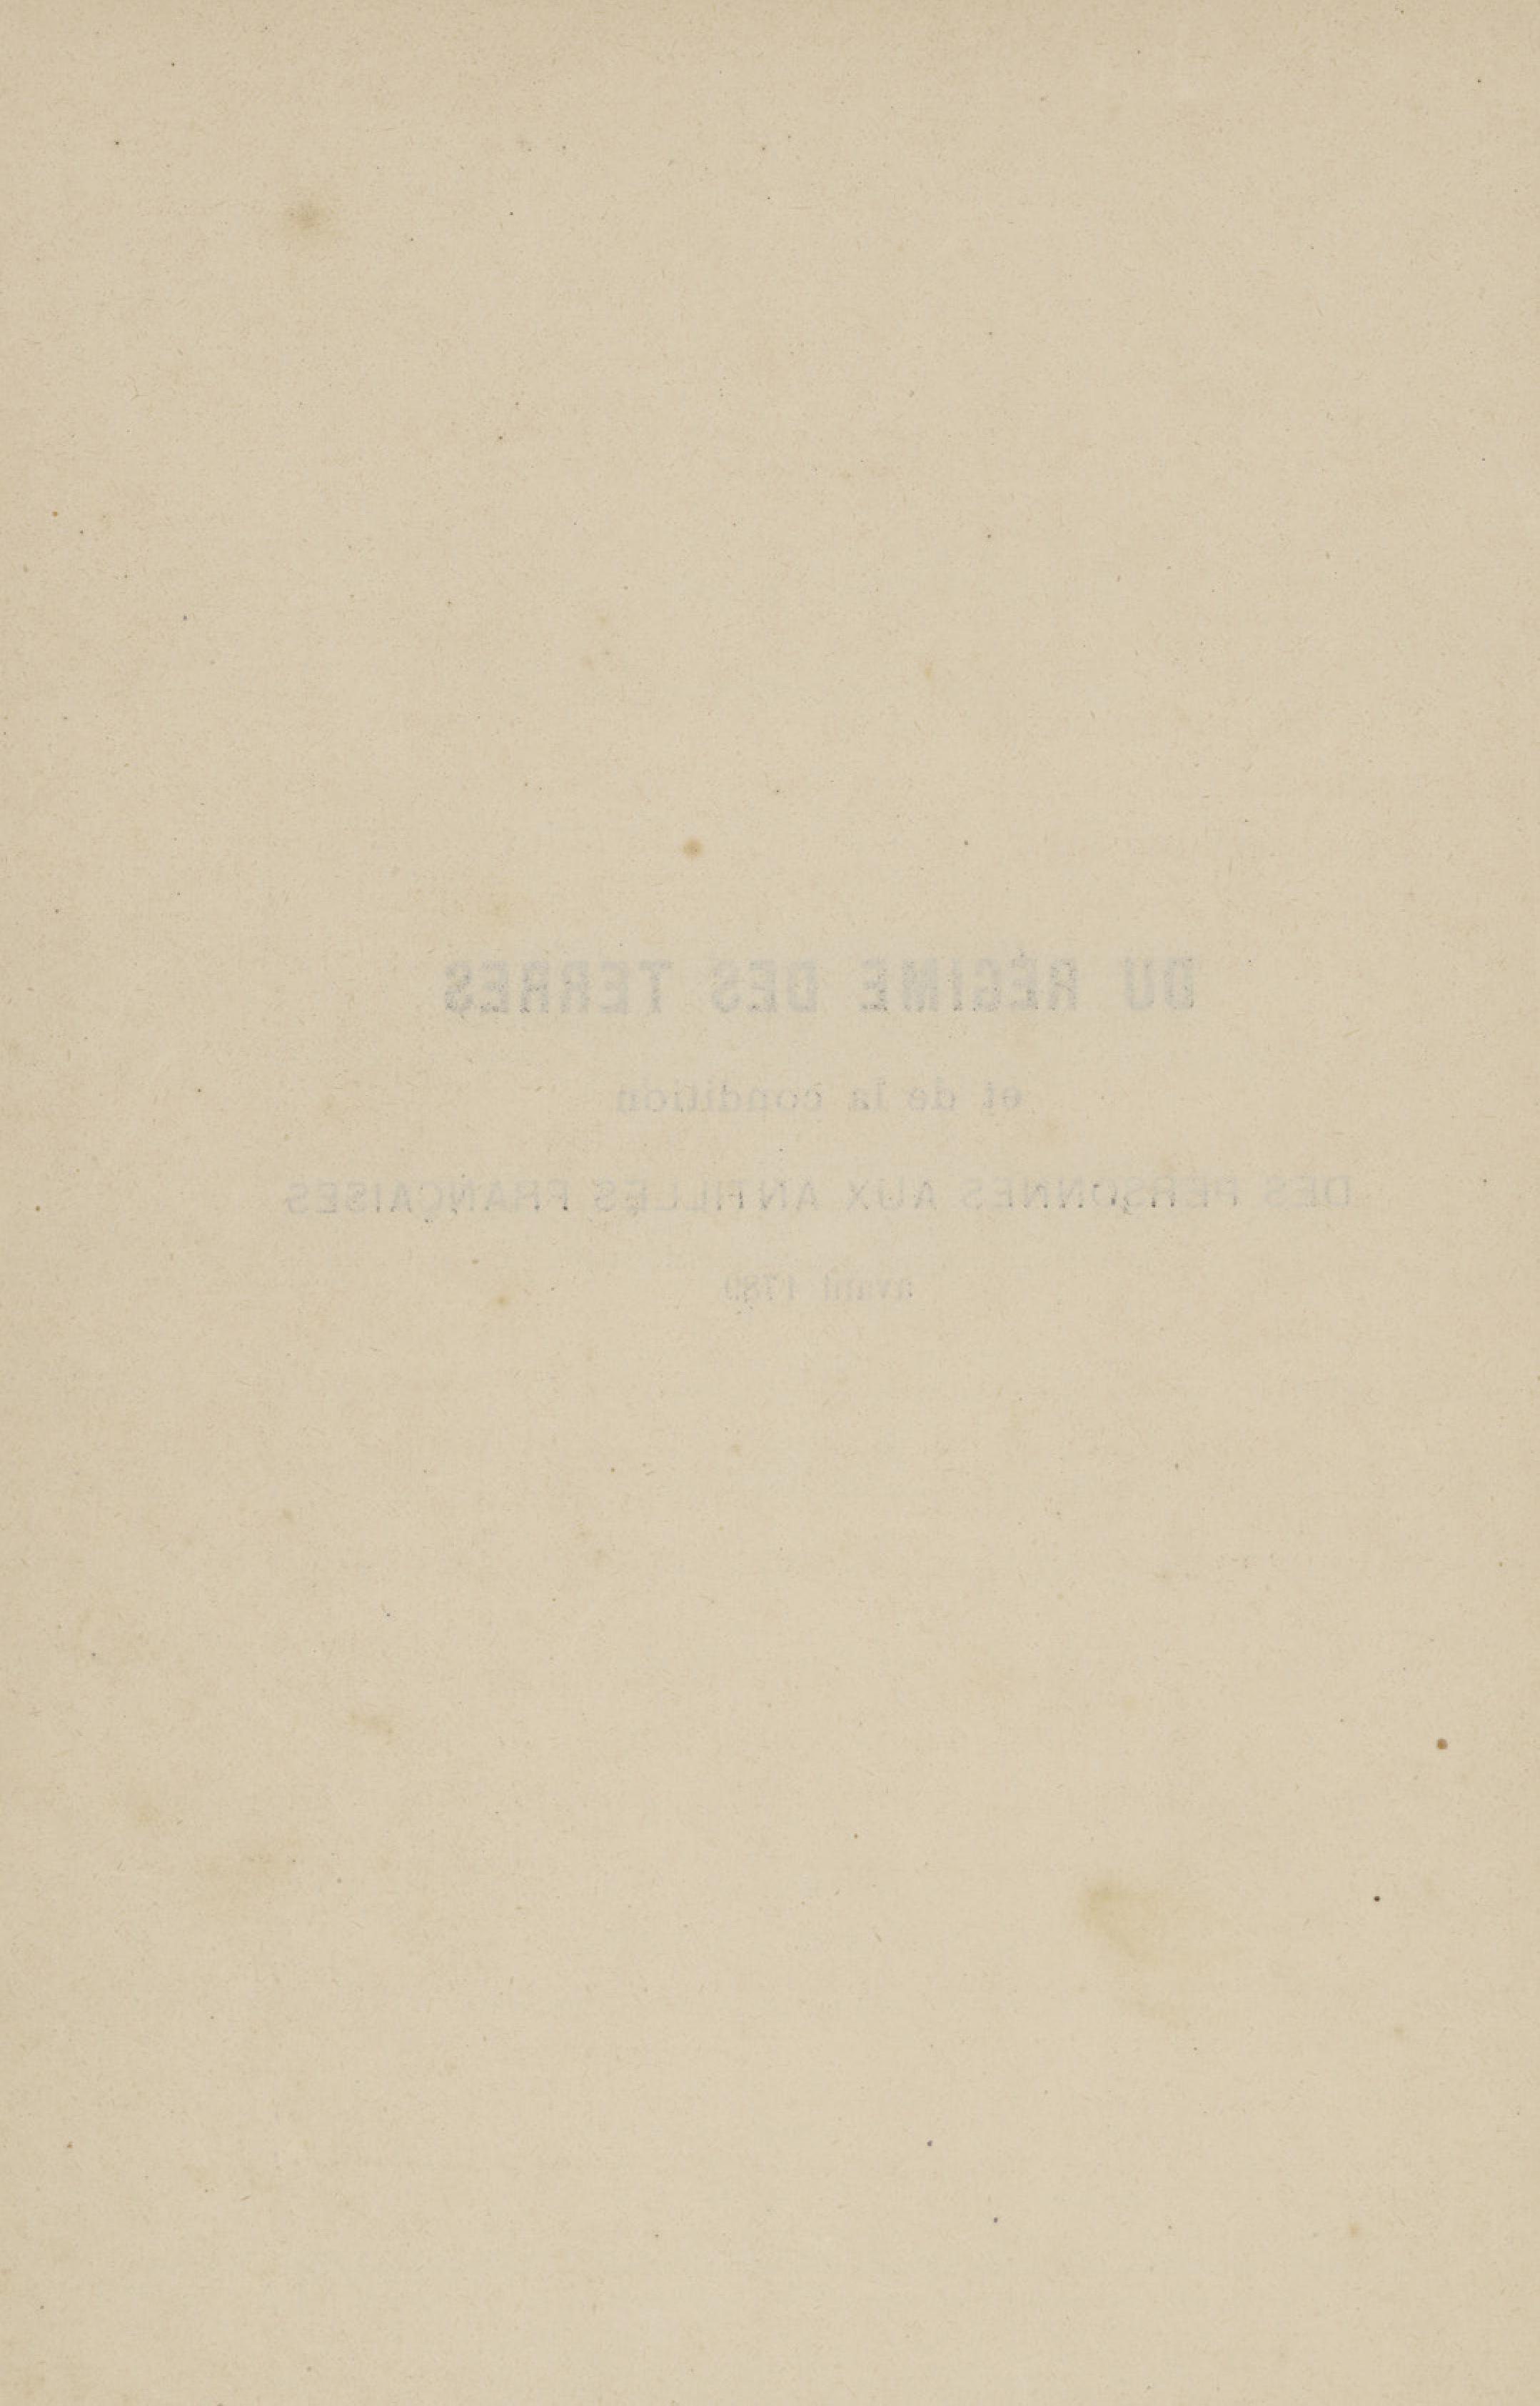 DU RÉGIME DES TERRES
et de la condition
DES PERSONNES AUX ANTILLES FRANÇAISES
avant 1789